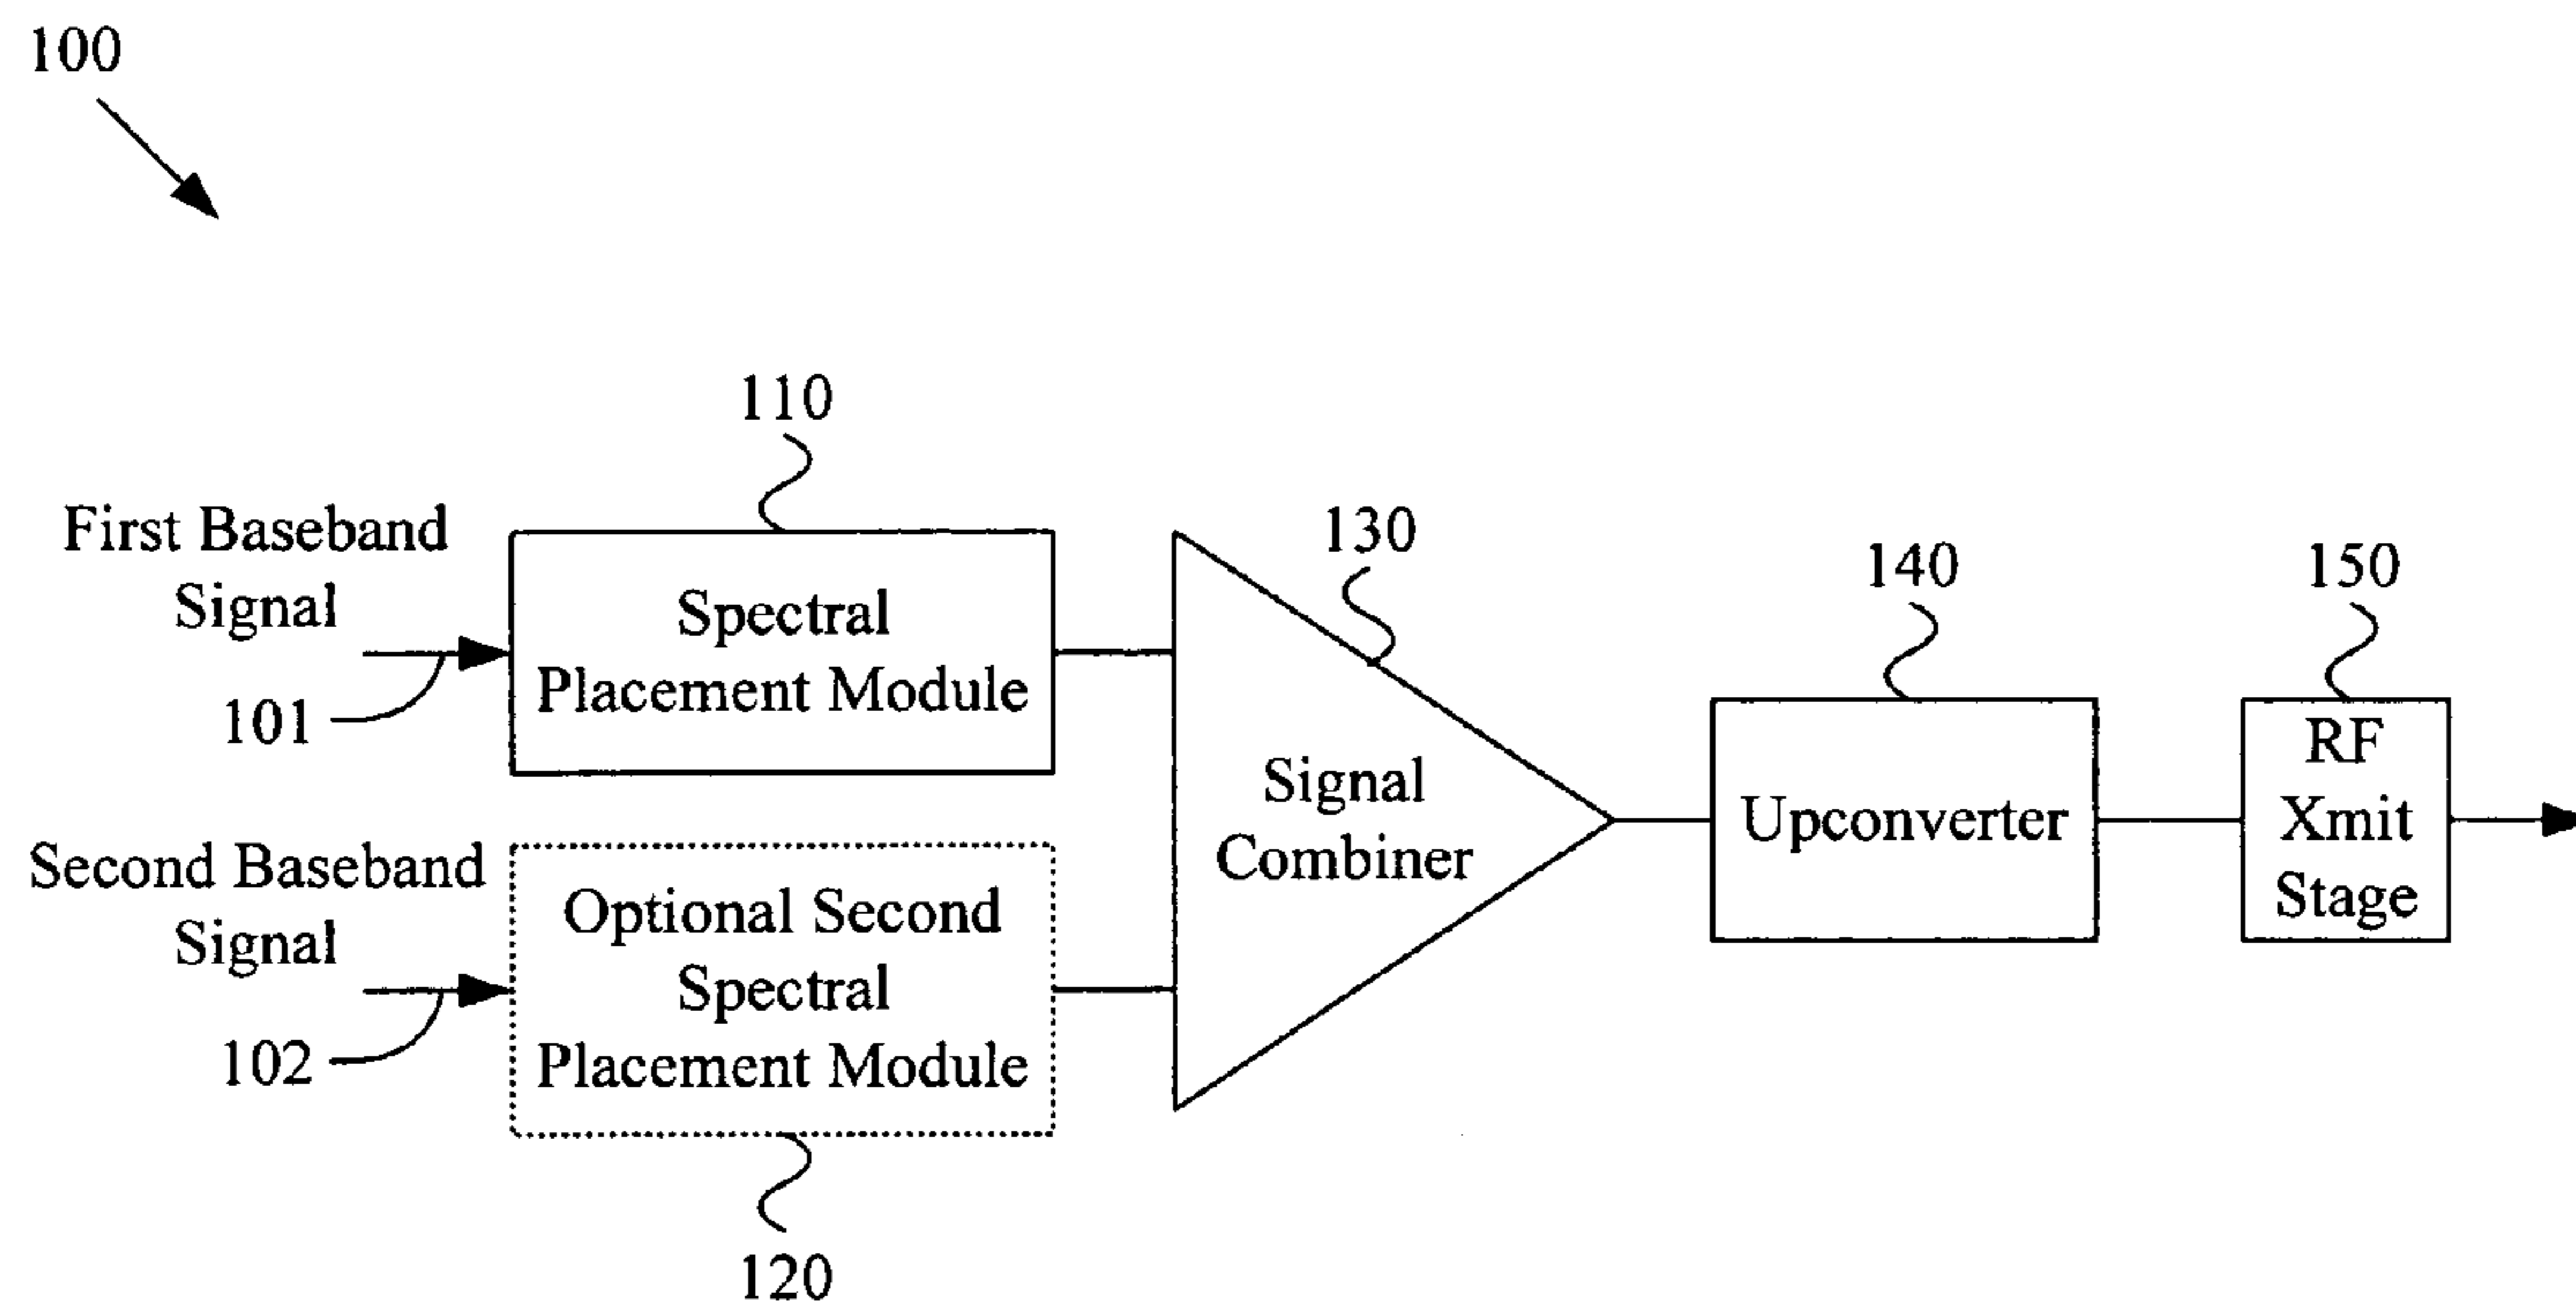 100
110
First Baseband
Signal
101
Spectral
Placement Module
130
Signal
Combiner
140
Upconverter
150
RF
Xmit
Stage
Second Baseband
Signal
102
Optional Second
Spectral
Placement Module
120